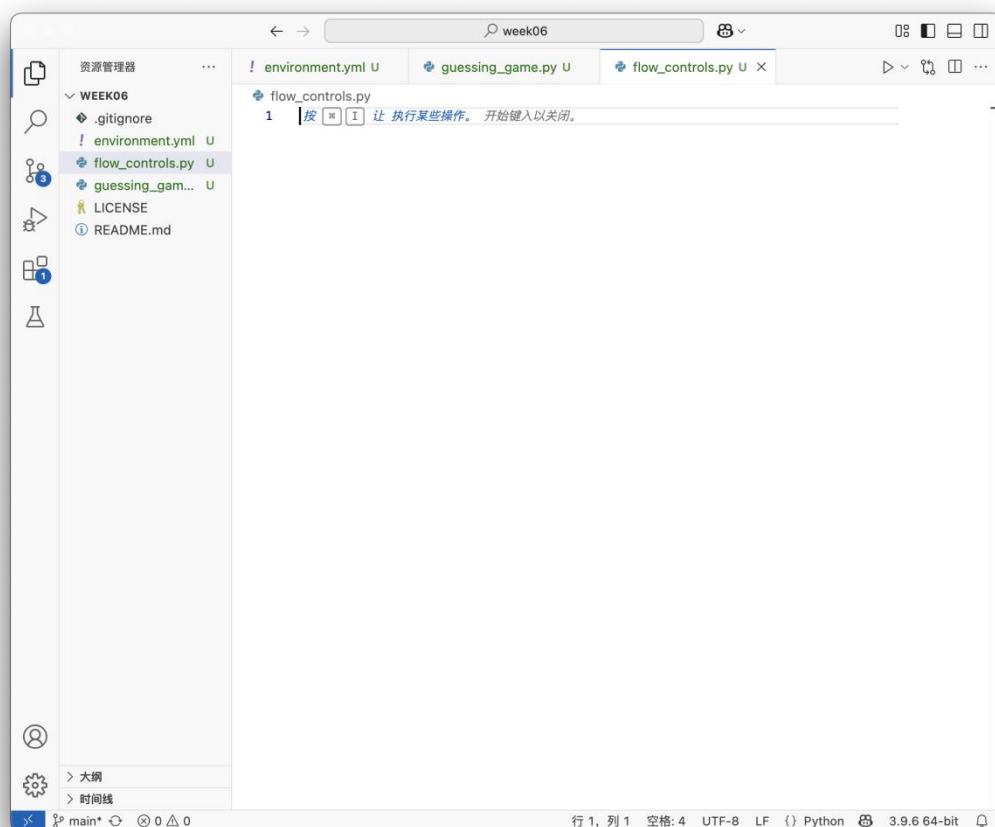 week06
资源管理器 ···
WEEK06
.gitignore
! environment.yml U
flow_controls.py U
guessing_gam... U
LICENSE
README.md
! environment.yml U
guessing_game.py U
flow_controls.py U
flow_controls.py
1 按 ⌘ I 让 执行某些操作。 开始键入以关闭。
3
1
大纲
时间线
main* 0 0
行 1，列 1 空格: 4 UTF-8 LF {} Python 3.9.6 64-bit